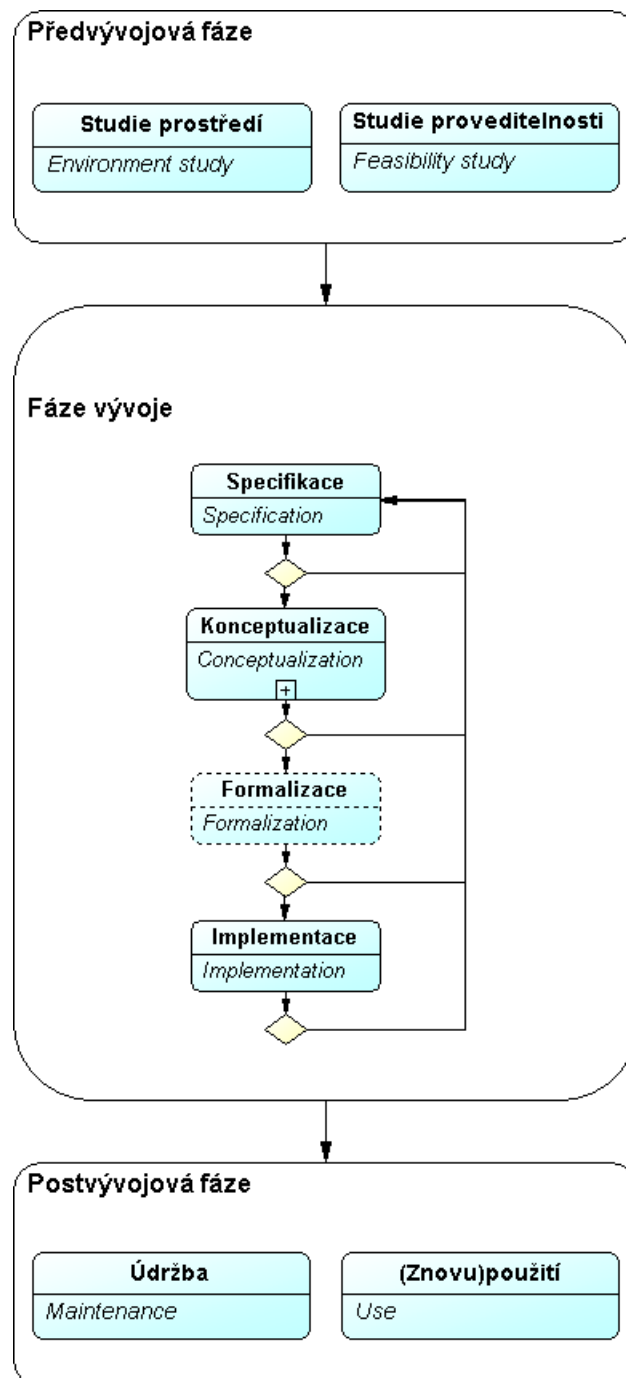 Předvývojová fáze
Studie prostředí
Environment study
Studie proveditelnosti
Feasibility study
Fáze vývoje
Specifikace
Specification
Konceptualizace
Conceptualization
+
Formalizace
Formalization
Implementace
Implementation
Postvývojová fáze
Údržba
Maintenance
(Znovu)použití
Use